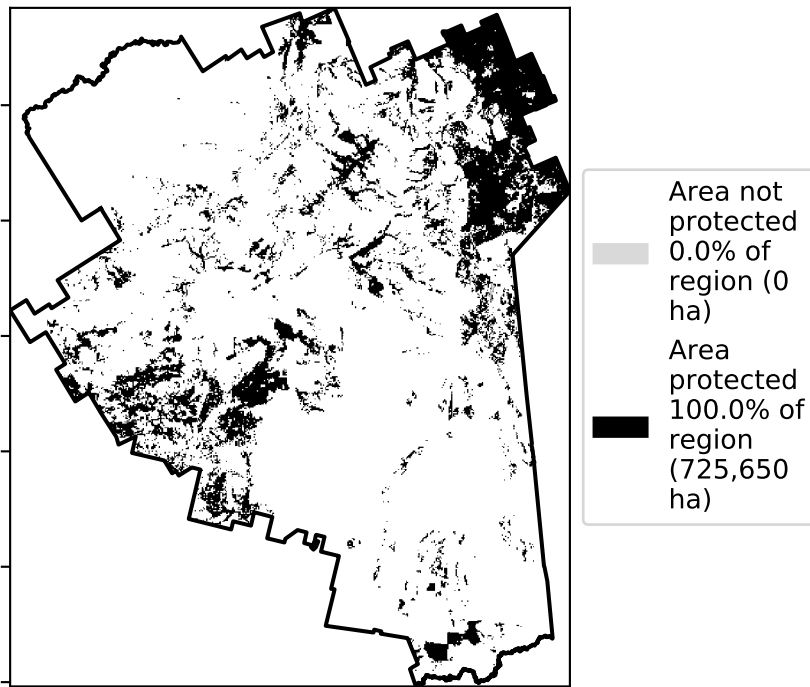 Area not
protected
0.0% of
region (0
ha)
Area
protected
100.0% of
region
(725,650
ha)